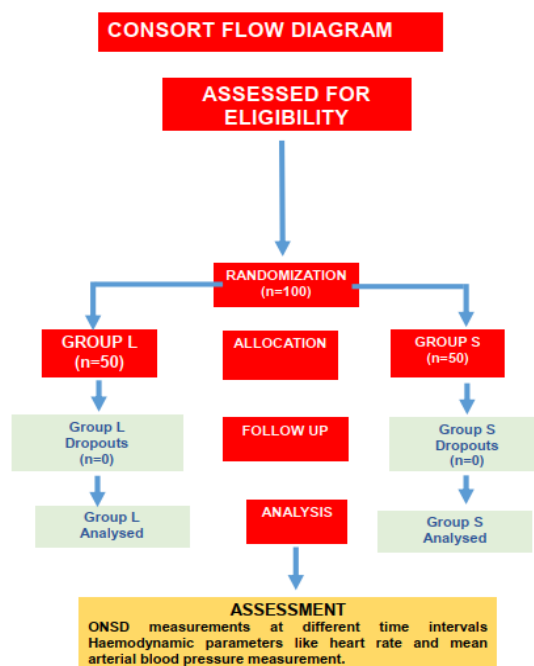 CONSORT FLOW DIAGRAM
ASSESSED FOR
ELIGIBILITY
RANDOMIZATION
(n=100)
GROUP L
(n=50)
ALLOCATION
GROUP S
(n=50)
Group L
Dropouts
(n=0)
FOLLOW UP
Group S
Dropouts
(n=0)
Group L
Analysed
ANALYSIS
Group S
Analysed
ASSESSMENT
ONSD measurements at different time intervals
Haemodynamic parameters like heart rate and mean
arterial blood pressure measurement.